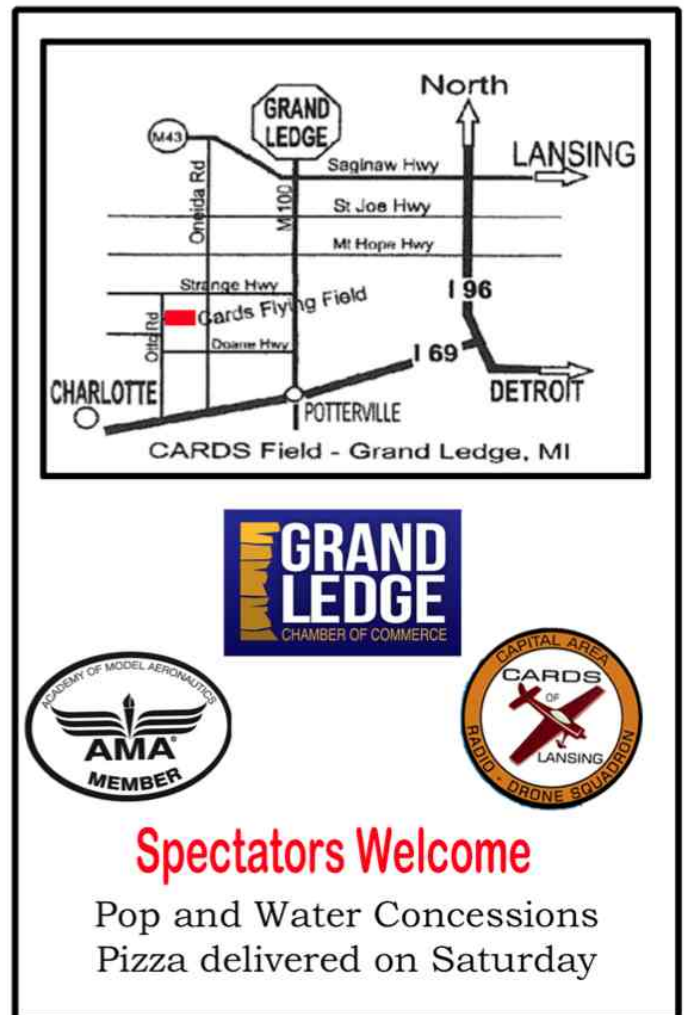 North
GRAND
LEDGE
M43
LANSING
Saginaw Hwy
Oneida Rd
M 100
St Joe Hwy
Mt Hope Hwy
Strange Hwy
I 96
Cards Flying Field
Otto Rd
Doane Hwy
I 69
CHARLOTTE
DETROIT
POTTERVILLE
CARDS Field - Grand Ledge, MI
GRAND
LEDGE
CHAMBER OF COMMERCE
ACADEMY OF MODEL AERONAUTICS
AMA®
MEMBER
CAPITAL AREA
CARDS
OF
LANSING
RADIO - DRONE SQUADRON
Spectators Welcome
Pop and Water Concessions
Pizza delivered on Saturday